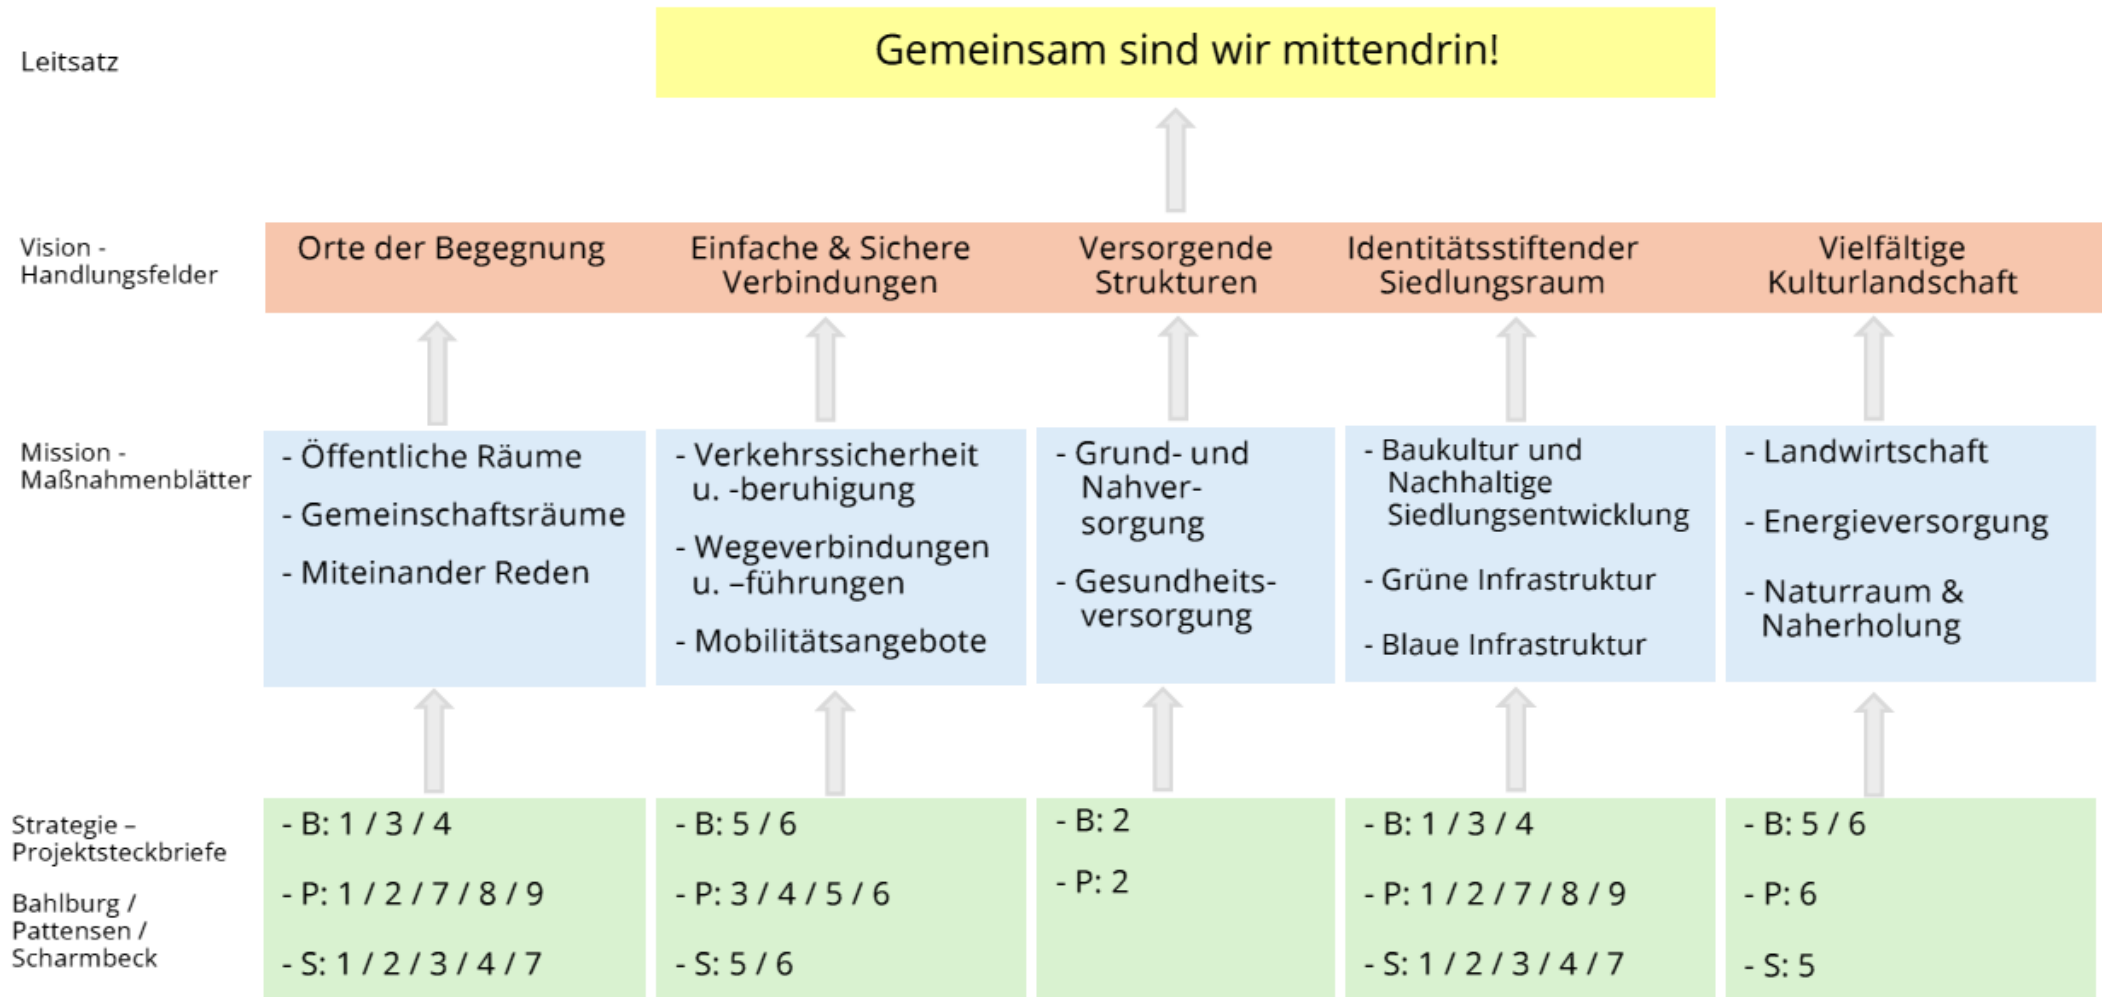 Leitsatz
Gemeinsam sind wir mittendrin!
Vision -
Handlungsfelder
Orte der Begegnung
Einfache & Sichere
Verbindungen
Versorgende
Strukturen
Identitätsstiftender
Siedlungsraum
Vielfältige
Kulturlandschaft
Mission -
Maßnahmenblätter
- Öffentliche Räume
- Gemeinschaftsräume
- Miteinander Reden
- Verkehrssicherheit
u. -beruhigung
- Wegeverbindungen
u. –führungen
- Mobilitätsangebote
- Grund- und
Nahver-
sorgung
- Gesundheits-
versorgung
- Baukultur und
Nachhaltige
Siedlungsentwicklung
- Grüne Infrastruktur
- Blaue Infrastruktur
- Landwirtschaft
- Energieversorgung
- Naturraum &
Naherholung
Strategie –
Projektsteckbriefe
Bahlburg /
Pattensen /
Scharmbeck
- B: 1 / 3 / 4
- P: 1 / 2 / 7 / 8 / 9
- S: 1 / 2 / 3 / 4 / 7
- B: 5 / 6
- P: 3 / 4 / 5 / 6
- S: 5 / 6
- B: 2
- P: 2
- B: 1 / 3 / 4
- P: 1 / 2 / 7 / 8 / 9
- S: 1 / 2 / 3 / 4 / 7
- B: 5 / 6
- P: 6
- S: 5